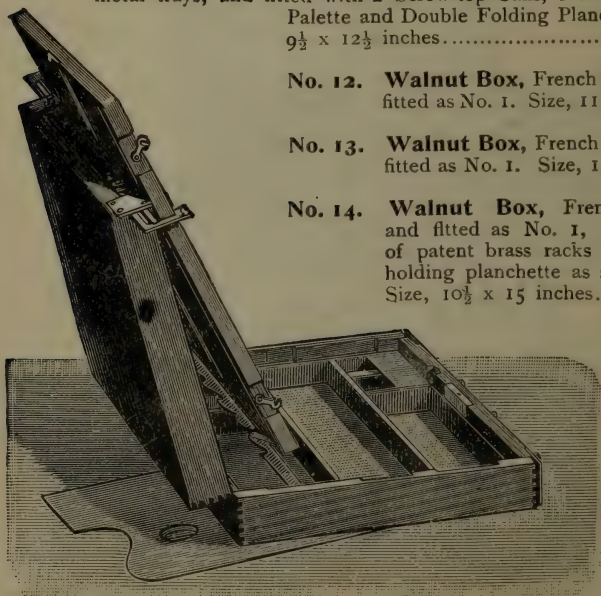 metal trays, and fitted with 2 Screw-top Cans,
Palette and Double Folding Planc
9½ x 12½ inches......................
No. 12. Walnut Box, French
fitted as No. 1. Size, 11
No. 13. Walnut Box, French
fitted as No. 1. Size, 1
No. 14. Walnut Box, Fren
and fitted as No. 1,
of patent brass racks
holding planchette as
Size, 10½ x 15 inches.